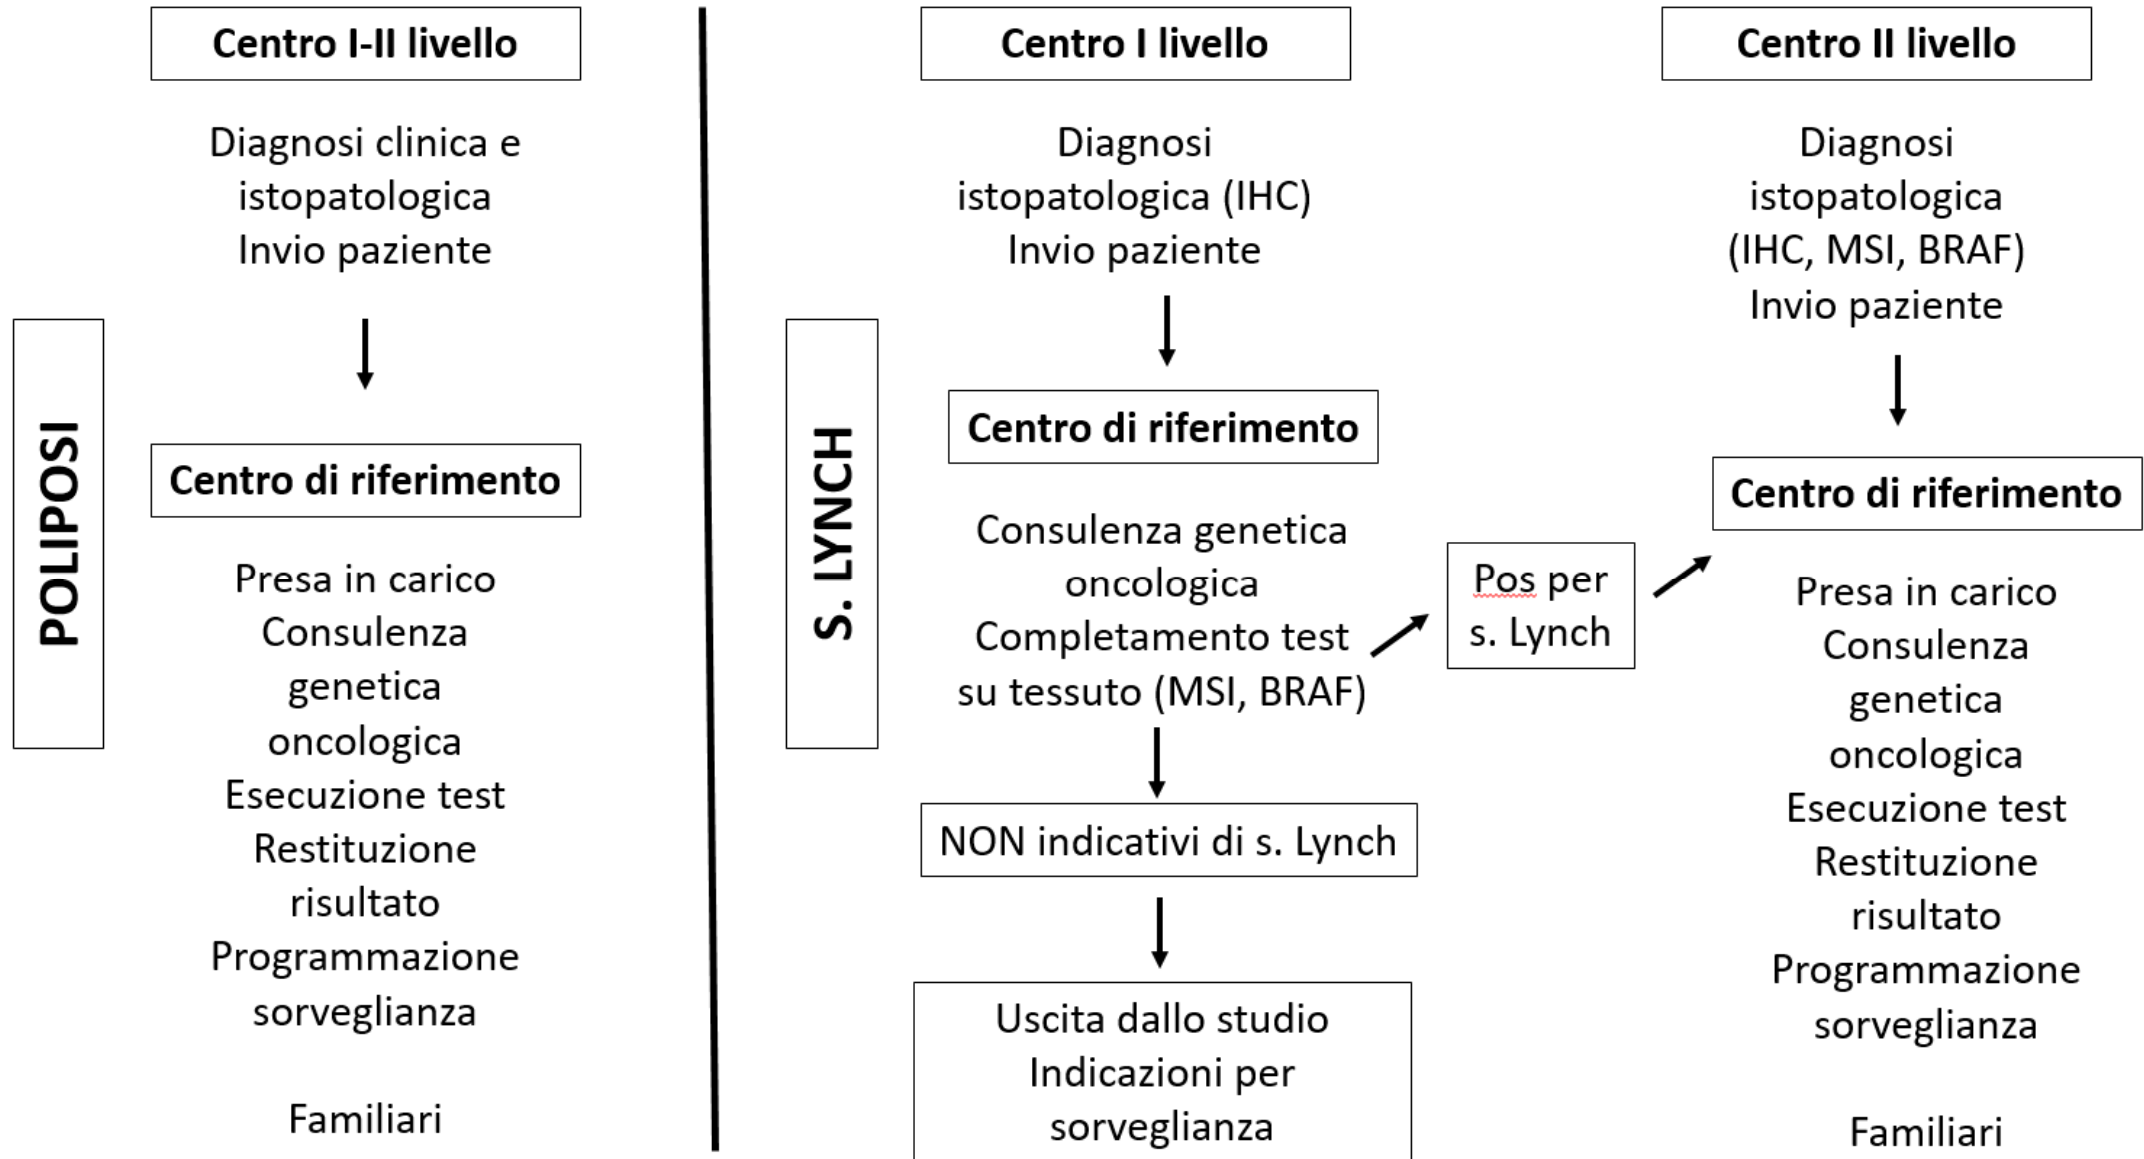 POLIPOSI
Centro I-II livello
Diagnosi clinica e
istopatologica
Invio paziente
Centro di riferimento
Presa in carico
Consulenza
genetica
oncologica
Esecuzione test
Restituzione
risultato
Programmazione
sorveglianza
Familiari
S. LYNCH
Centro I livello
Diagnosi
istopatologica (IHC)
Invio paziente
Centro di riferimento
Consulenza genetica
oncologica
Completamento test
su tessuto (MSI, BRAF)
NON indicativi di s. Lynch
Uscita dallo studio
Indicazioni per
sorveglianza
Pos per
s. Lynch
Centro II livello
Diagnosi
istopatologica
(IHC, MSI, BRAF)
Invio paziente
Centro di riferimento
Presa in carico
Consulenza
genetica
oncologica
Esecuzione test
Restituzione
risultato
Programmazione
sorveglianza
Familiari